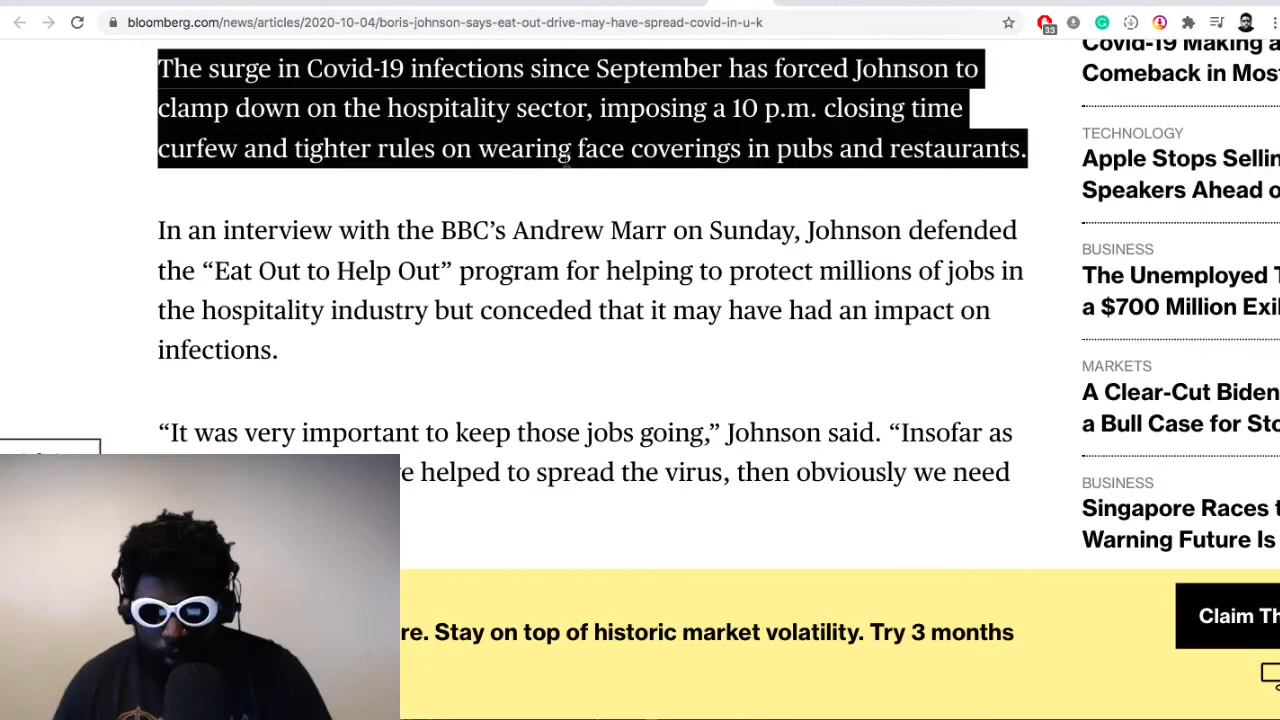 bloomberg.com/news/articles/2020-10-04/boris-johnson-says-eat-out-drive-may-have-spread-covid-in-u-k
33
The surge in Covid-19 infections since September has forced Johnson to
clamp down on the hospitality sector, imposing a 10 p.m. closing time
curfew and tighter rules on wearing face coverings in pubs and restaurants.
In an interview with the BBC’s Andrew Marr on Sunday, Johnson defended
the “Eat Out to Help Out” program for helping to protect millions of jobs in
the hospitality industry but conceded that it may have had an impact on
infections.
“It was very important to keep those jobs going,” Johnson said. “Insofar as
helped to spread the virus, then obviously we need
Covid-19 Making a
Comeback in Mos
TECHNOLOGY
Apple Stops Sellin
Speakers Ahead o
BUSINESS
The Unemployed T
a $700 Million Exi
MARKETS
A Clear-Cut Biden
a Bull Case for Sto
BUSINESS
Singapore Races t
Warning Future Is
re. Stay on top of historic market volatility. Try 3 months
Claim Th